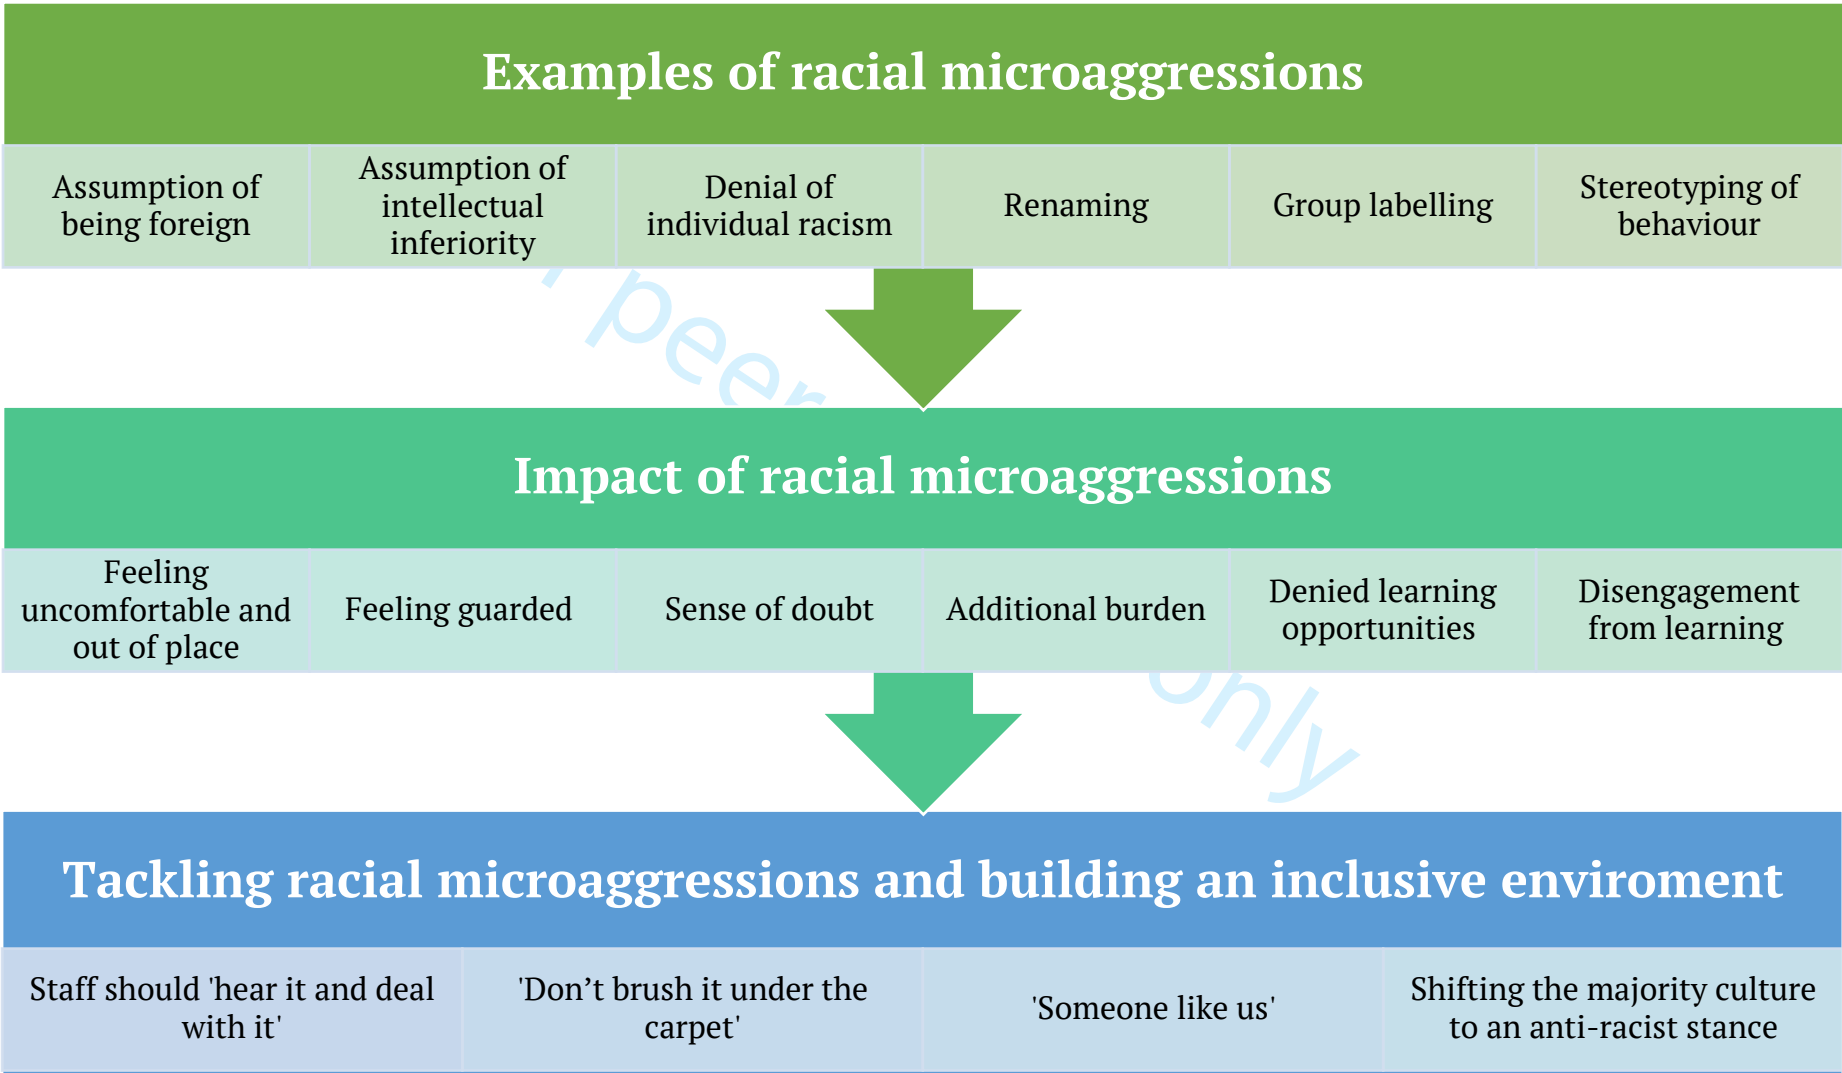 Examples of racial microaggressions
Assumption of
being foreign
Assumption of
intellectual
inferiority
Denial of
individual racism
Renaming
Group labelling
Stereotyping of
behaviour
peer
Impact of racial microaggressions
Feeling
uncomfortable and
out of place
Feeling guarded
Sense of doubt
Additional burden
Denied learning
opportunities
Disengagement
from learning
only
Tackling racial microaggressions and building an inclusive enviroment
Staff should 'hear it and deal
with it'
'Don’t brush it under the
carpet'
'Someone like us'
Shifting the majority culture
to an anti-racist stance